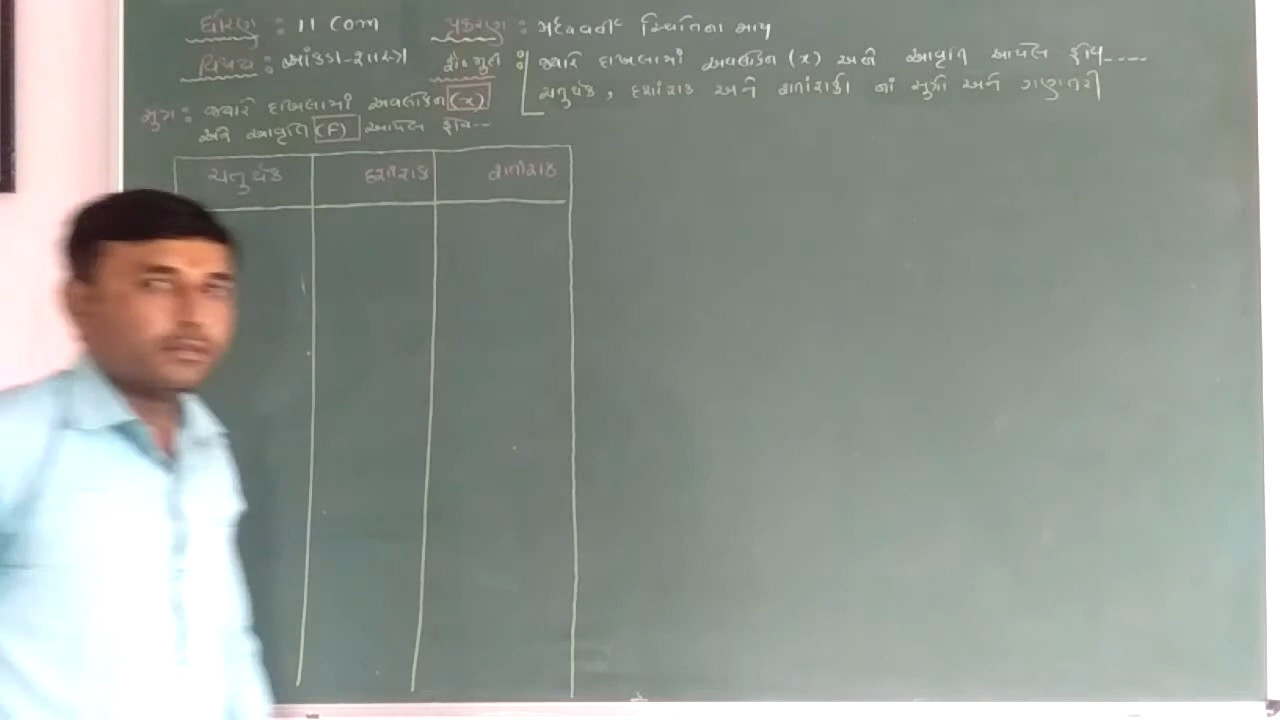 ધોરણ : 11 Com પ્રકરણ : મધ્યવર્તી સ્થિતિના માપ
વિષય : આંકડા-શાસ્ત્ર હેતુ : જ્યારે દાખલામાં અવલોકન (x) અને આવૃત્તિ આપેલ હોય....
ચતુર્થક, દશાંશક અને શતાંશકો નાં સુત્રો અને ગણતરી
સુત્ર : જ્યારે દાખલામાં અવલોકન (x)
અને આવૃત્તિ (F) આપેલ હોય...
ચતુર્થક દશાંશક શતાંશક